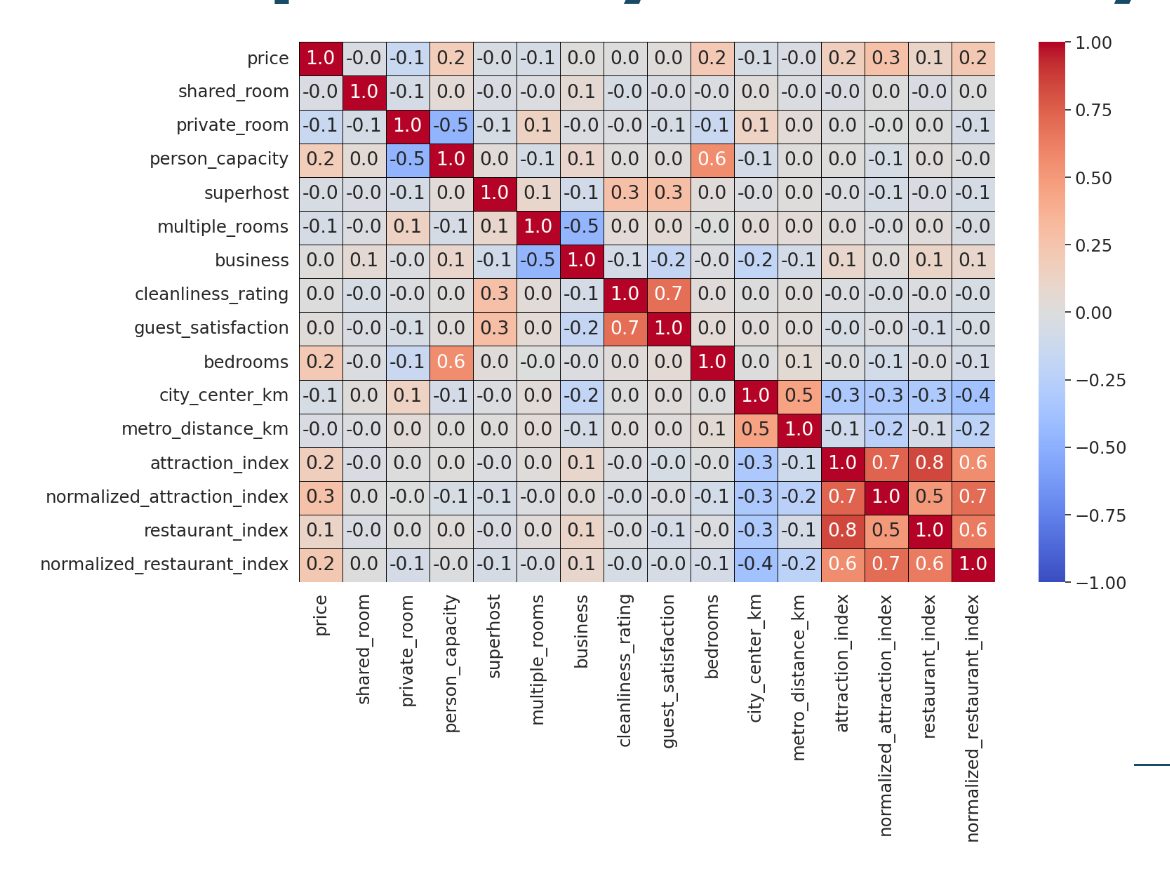 price 1.0 -0.0 -0.1 0.2 -0.0 -0.1 0.0 0.0 0.0 0.2 -0.1 -0.0 0.2 0.3 0.1 0.2
shared_room -0.0 1.0 -0.1 0.0 -0.0 -0.0 0.1 -0.0 -0.0 -0.0 0.0 -0.0 -0.0 0.0 -0.0 0.0
private_room -0.1 -0.1 1.0 -0.5 -0.1 0.1 -0.0 -0.0 -0.1 -0.1 0.1 0.0 0.0 -0.0 0.0 -0.1
person_capacity 0.2 0.0 -0.5 1.0 0.0 -0.1 0.1 0.0 0.0 0.6 -0.1 0.0 0.0 -0.1 0.0 -0.0
superhost -0.0 -0.0 -0.1 0.0 1.0 0.1 -0.1 0.3 0.3 0.0 -0.0 0.0 -0.0 -0.1 -0.0 -0.1
multiple_rooms -0.1 -0.0 0.1 -0.1 0.1 1.0 -0.5 0.0 0.0 -0.0 0.0 0.0 0.0 -0.0 0.0 -0.0
business 0.0 0.1 -0.0 0.1 -0.1 -0.5 1.0 -0.1 -0.2 -0.0 -0.2 -0.1 0.1 0.0 0.1 0.1
cleanliness_rating 0.0 -0.0 -0.0 0.0 0.3 0.0 -0.1 1.0 0.7 0.0 0.0 0.0 -0.0 -0.0 -0.0 -0.0
guest_satisfaction 0.0 -0.0 -0.1 0.0 0.3 0.0 -0.2 0.7 1.0 0.0 0.0 0.0 -0.0 -0.0 -0.1 -0.0
bedrooms 0.2 -0.0 -0.1 0.6 0.0 -0.0 -0.0 0.0 0.0 1.0 0.0 0.1 -0.0 -0.1 -0.0 -0.1
city_center_km -0.1 0.0 0.1 -0.1 -0.0 0.0 -0.2 0.0 0.0 0.0 1.0 0.5 -0.3 -0.3 -0.3 -0.4
metro_distance_km -0.0 -0.0 0.0 0.0 0.0 0.0 -0.1 0.0 0.0 0.1 0.5 1.0 -0.1 -0.2 -0.1 -0.2
attraction_index 0.2 -0.0 0.0 0.0 -0.0 0.0 0.1 -0.0 -0.0 -0.0 -0.3 -0.1 1.0 0.7 0.8 0.6
normalized_attraction_index 0.3 0.0 -0.0 -0.1 -0.1 -0.0 0.0 -0.0 -0.0 -0.1 -0.3 -0.2 0.7 1.0 0.5 0.7
restaurant_index 0.1 -0.0 0.0 0.0 -0.0 0.0 0.1 -0.0 -0.1 -0.0 -0.3 -0.1 0.8 0.5 1.0 0.6
normalized_restaurant_index 0.2 0.0 -0.1 -0.0 -0.1 -0.0 0.1 -0.0 -0.0 -0.1 -0.4 -0.2 0.6 0.7 0.6 1.0
price
shared_room
private_room
person_capacity
superhost
multiple_rooms
business
cleanliness_rating
guest_satisfaction
bedrooms
city_center_km
metro_distance_km
attraction_index
normalized_attraction_index
restaurant_index
normalized_restaurant_index
1.00
0.75
0.50
0.25
0.00
−0.25
−0.50
−0.75
−1.00